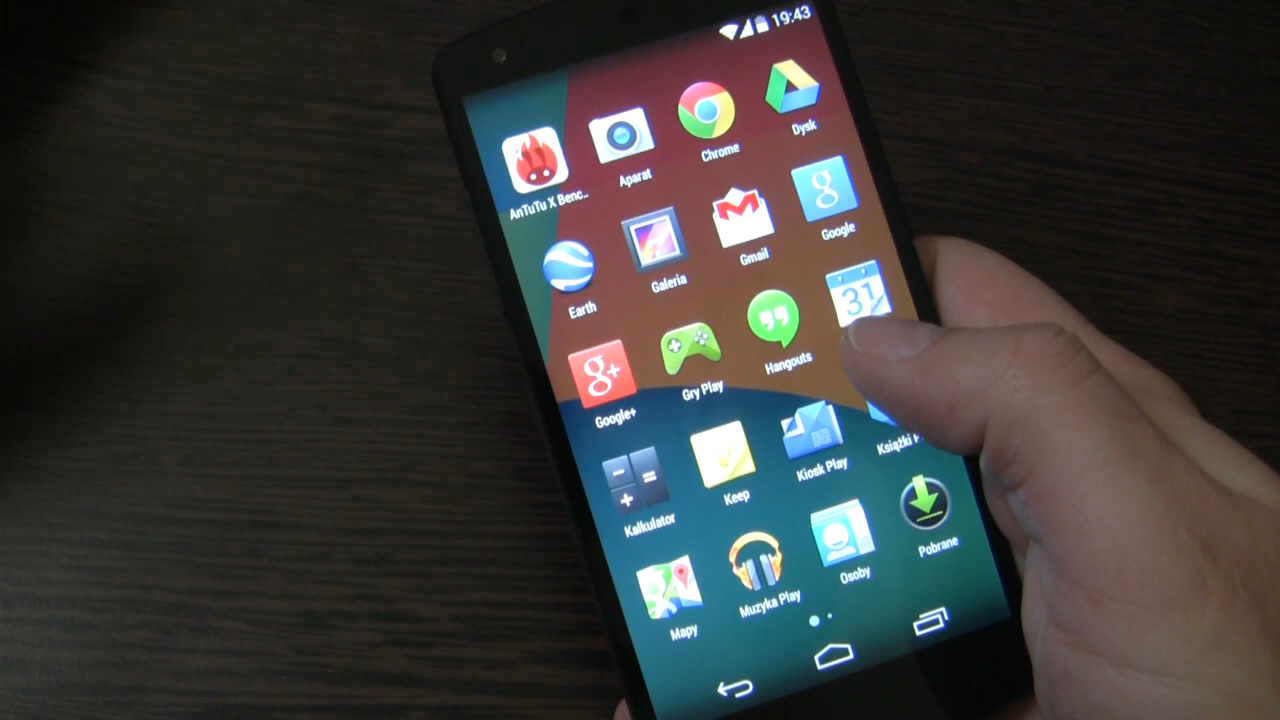 19:43
AnTuTu X Benc..
Aparat
Chrome
Dysk
Earth
Galeria
Gmail
g
Google
g+
Google+
Gry Play
Hangouts
31
Kalkulator
Keep
Kiosk Play
Książki
Mapy
Muzyka Play
Osoby
Pobrane